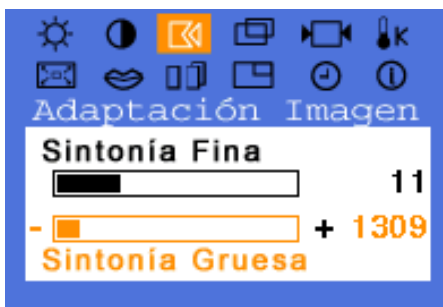 K
Adaptación Imagen
Sintonía Fina
11
- + 1309
Sintonía Gruesa